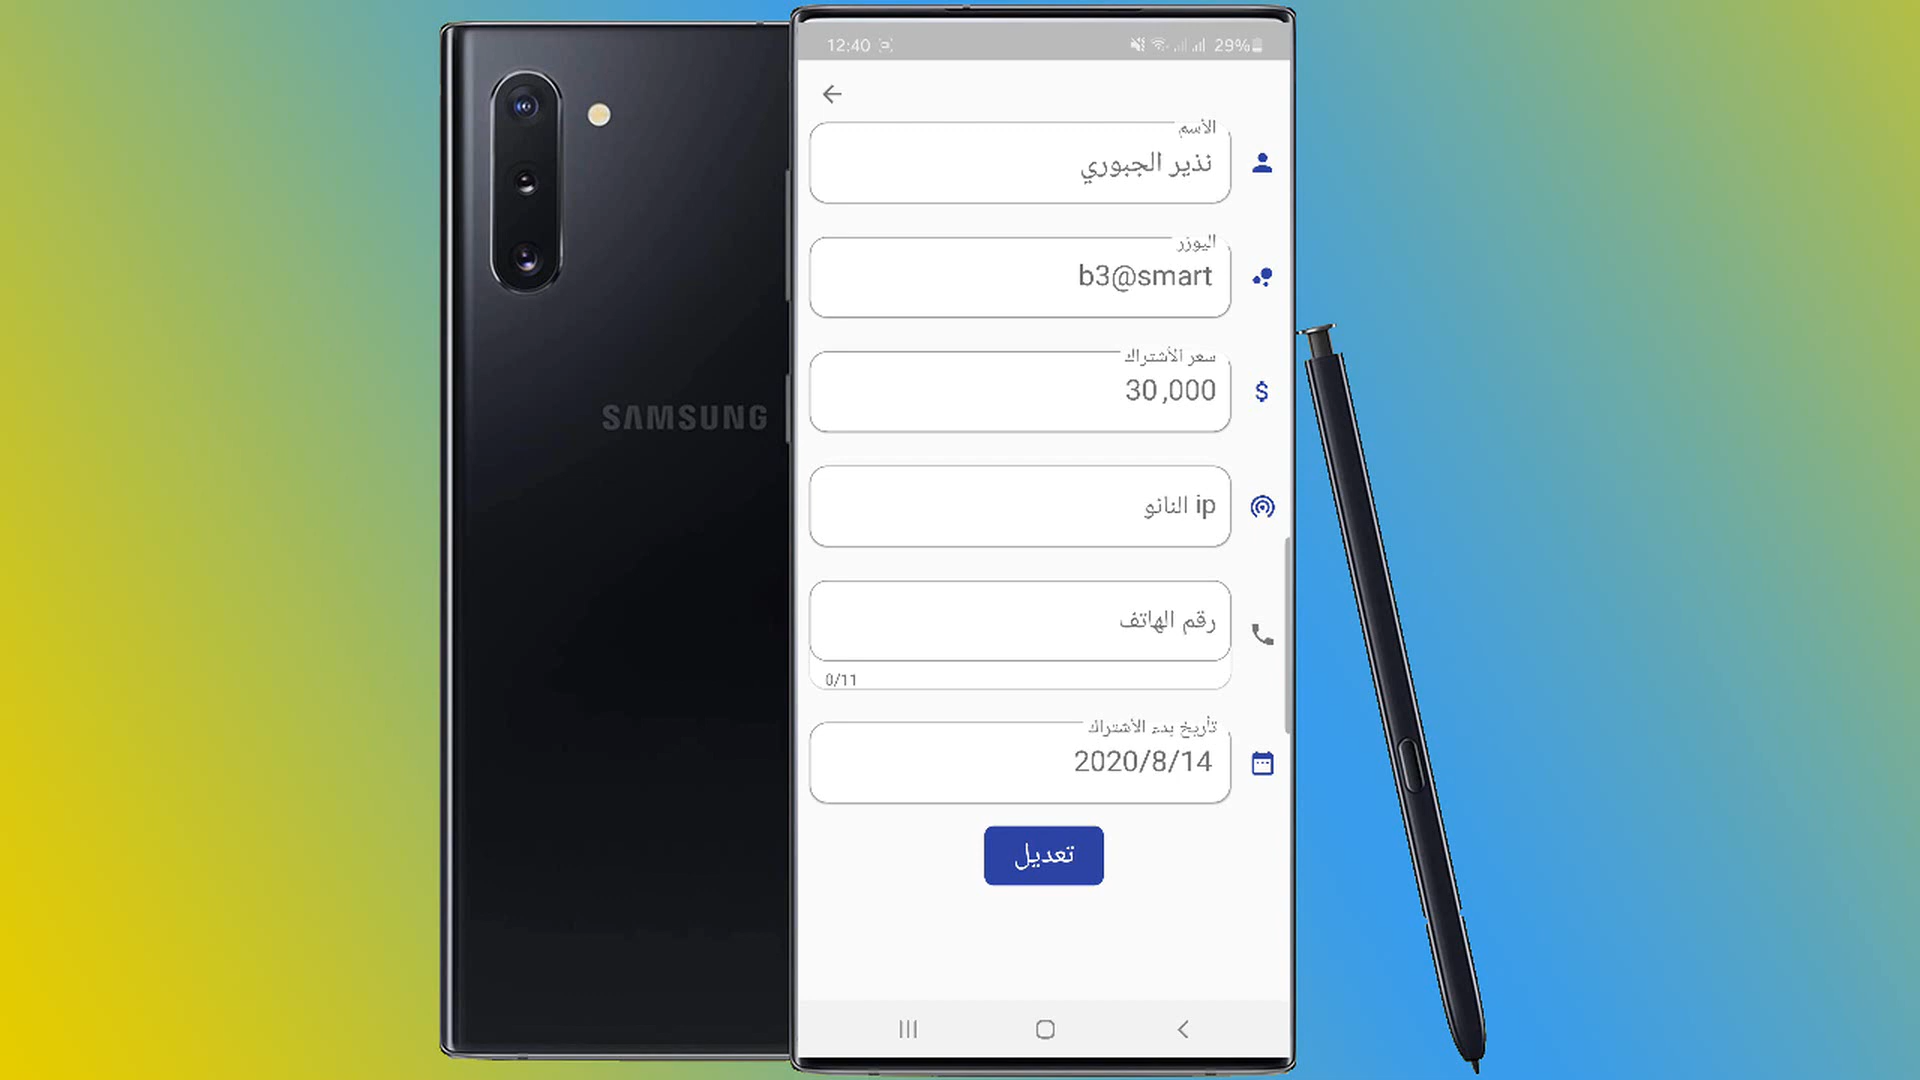 SAMSUNG
12:40
29%
الأسم
نذير الجبوري
اليوزر
b3@smart
سعر الأشتراك
30,000
ip النانو
رقم الهاتف
0/11
تأريخ بدء الأشتراك
2020/8/14
تعديل